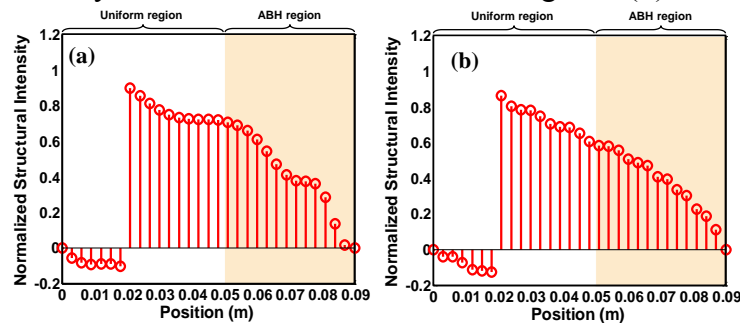 Uniform region ABH region
(a)
Normalized Structural Intensity
1.2
1
0.8
0.6
0.4
0.2
0
-0.2
0 0.01 0.02 0.03 0.04 0.05 0.06 0.07 0.08 0.09
Position (m)
Uniform region ABH region
(b)
Normalized Structural Intensity
1.2
1
0.8
0.6
0.4
0.2
0
-0.2
0 0.01 0.02 0.03 0.04 0.05 0.06 0.07 0.08 0.09
Position (m)